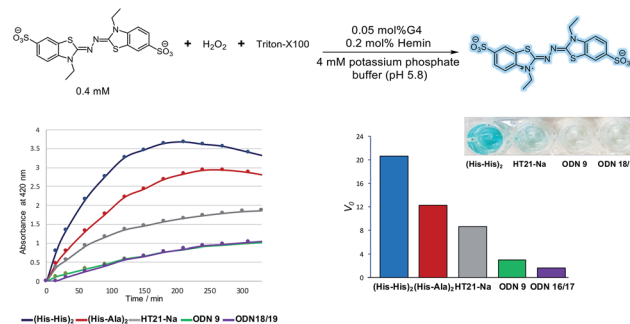 ⊖
O₃S
S
N
N–N
N
S
SO₃
⊖
0.4 mM
+ H₂O₂ + Triton-X100
0.05 mol%G4
0.2 mol% Hemin
4 mM potassium phosphate
buffer (pH 5.8)
⊖
O₃S
S
N
N–N
N
S
SO₃
⊖
Absorbance at 420 nm
4
3.5
3
2.5
2
1.5
1
0.5
0
0 50 100 150 200 250 300
Time / min
(His-His)₂ (His-Ala)₂ HT21-Na ODN 9 ODN18/19
(His-His)₂ HT21-Na ODN 9 ODN 18/
V₀
24
20
16
12
8
4
0
(His-His)₂ (His-Ala)₂ HT21-Na ODN 9 ODN 16/17